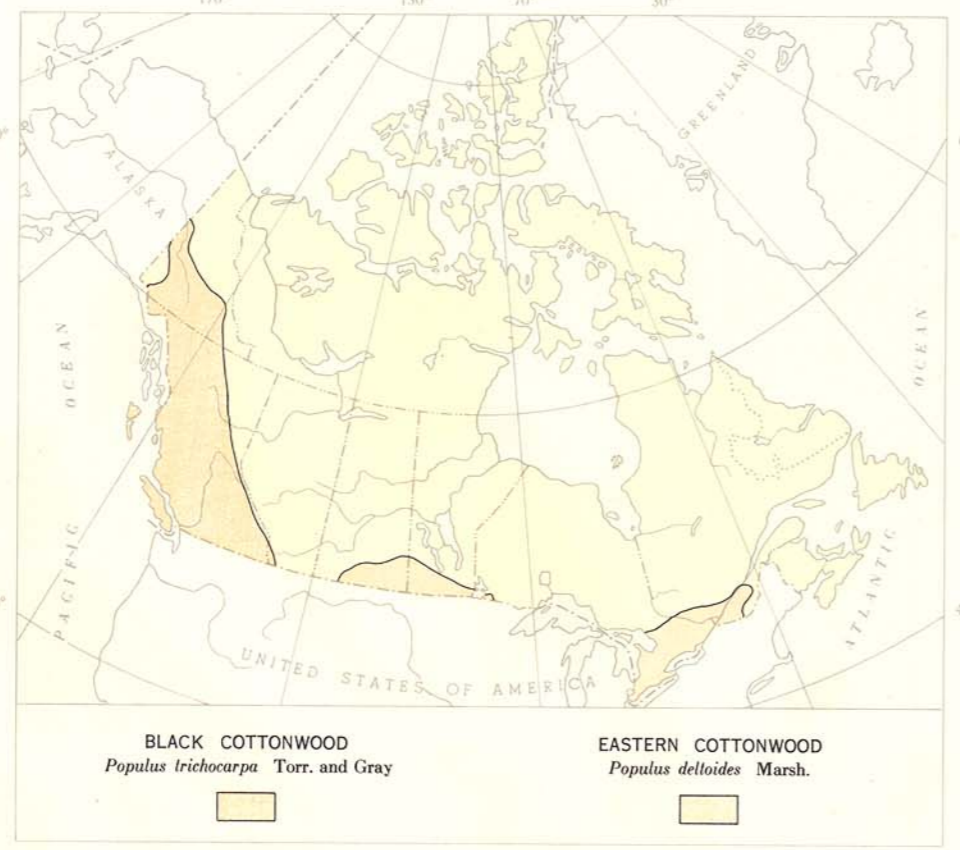 ALASKA
GREENLAND
PACIFIC OCEAN
ATLANTIC OCEAN
UNITED STATES OF AMERICA
BLACK COTTONWOOD
Populus trichocarpa Torr. and Gray
EASTERN COTTONWOOD
Populus deltoides Marsh.